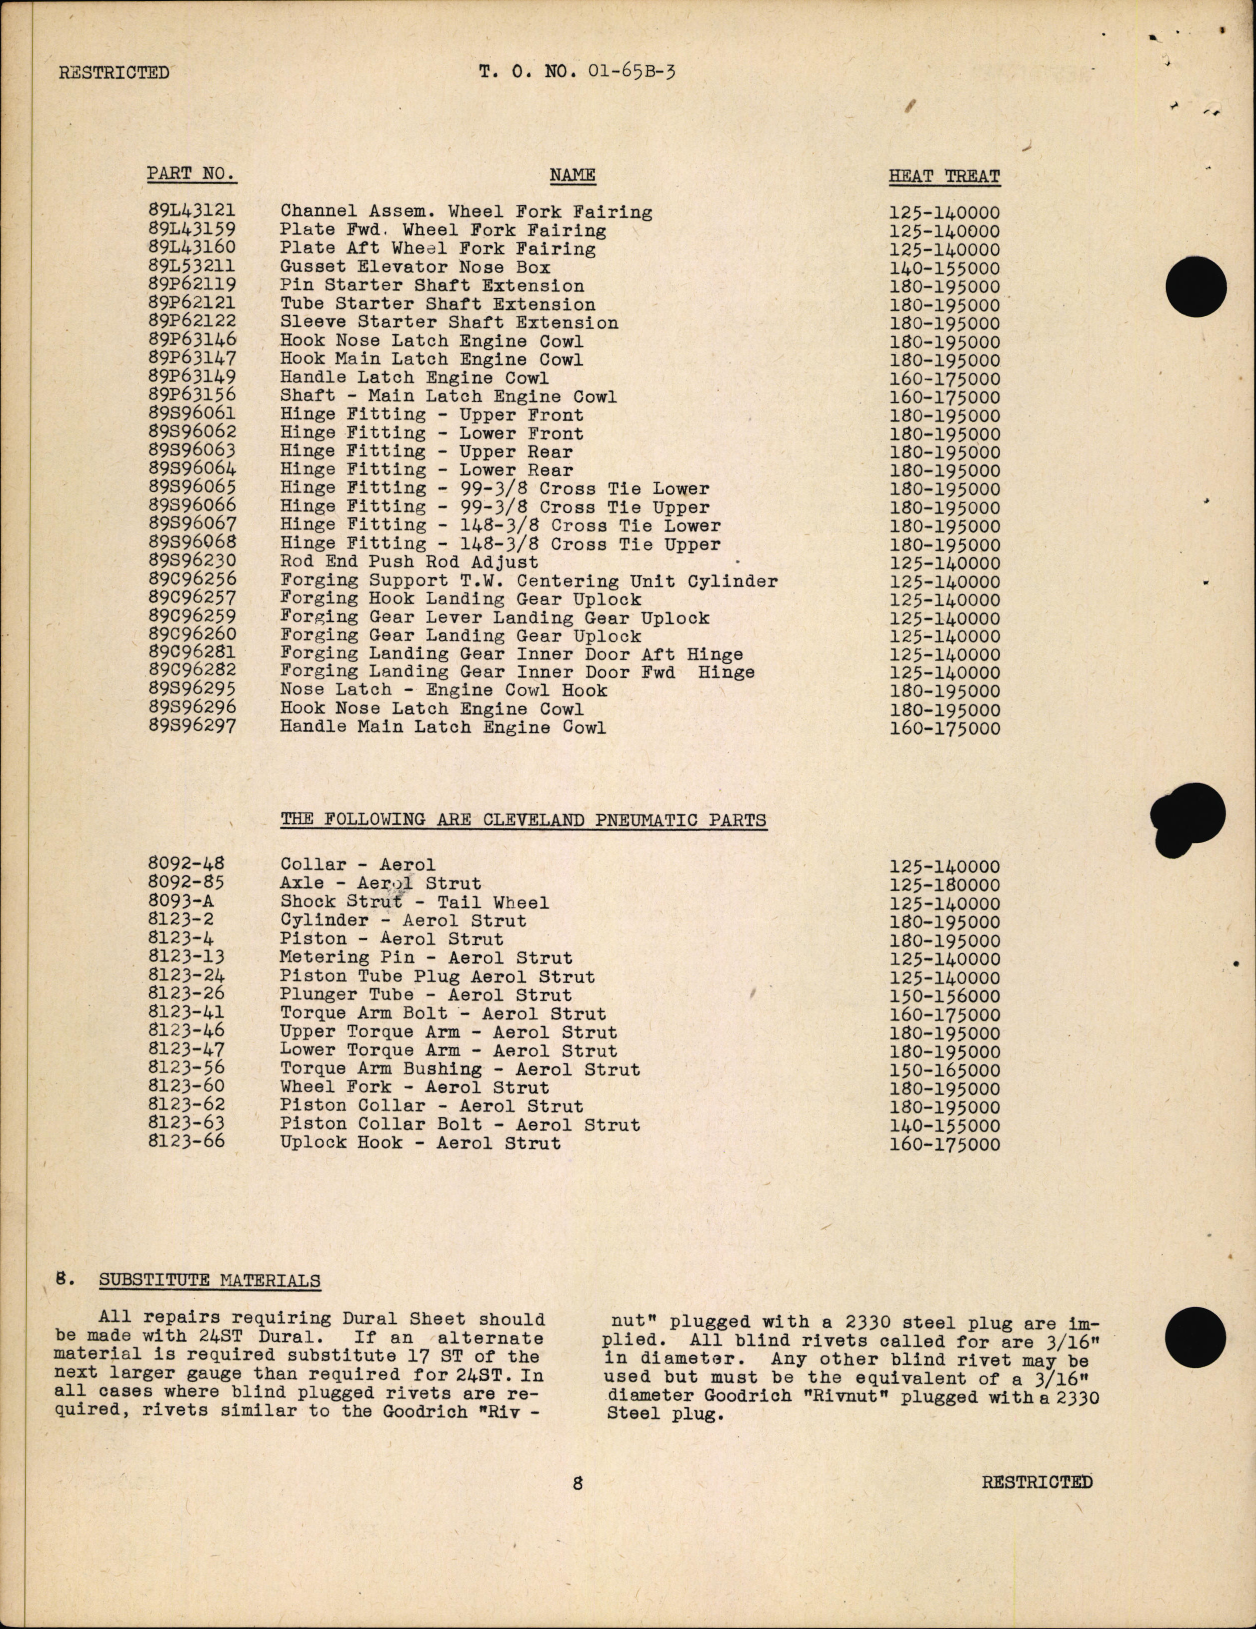 RESTRICTED T. O. NO. 01-65B-3
PART NO. NAME HEAT TREAT
89L43121 Channel Assem. Wheel Fork Fairing 125-140000
89L43159 Plate Fwd. Wheel Fork Fairing 125-140000
89L43160 Plate Aft Wheel Fork Fairing 125-140000
89L53211 Gusset Elevator Nose Box 140-155000
89P62119 Pin Starter Shaft Extension 180-195000
89P62121 Tube Starter Shaft Extension 180-195000
89P62122 Sleeve Starter Shaft Extension 180-195000
89P63146 Hook Nose Latch Engine Cowl 180-195000
89P63147 Hook Main Latch Engine Cowl 180-195000
89P63149 Handle Latch Engine Cowl 160-175000
89P63156 Shaft - Main Latch Engine Cowl 160-175000
89S96061 Hinge Fitting - Upper Front 180-195000
89S96062 Hinge Fitting - Lower Front 180-195000
89S96063 Hinge Fitting - Upper Rear 180-195000
89S96064 Hinge Fitting - Lower Rear 180-195000
89S96065 Hinge Fitting - 99-3/8 Cross Tie Lower 180-195000
89S96066 Hinge Fitting - 99-3/8 Cross Tie Upper 180-195000
89S96067 Hinge Fitting - 148-3/8 Cross Tie Lower 180-195000
89S96068 Hinge Fitting - 148-3/8 Cross Tie Upper 180-195000
89S96230 Rod End Push Rod Adjust 125-140000
89C96256 Forging Support T.W. Centering Unit Cylinder 125-140000
89C96257 Forging Hook Landing Gear Uplock 125-140000
89C96259 Forging Gear Lever Landing Gear Uplock 125-140000
89C96260 Forging Gear Landing Gear Uplock 125-140000
89C96281 Forging Landing Gear Inner Door Aft Hinge 125-140000
89C96282 Forging Landing Gear Inner Door Fwd Hinge 125-140000
89S96295 Nose Latch - Engine Cowl Hook 180-195000
89S96296 Hook Nose Latch Engine Cowl 180-195000
89S96297 Handle Main Latch Engine Cowl 160-175000
THE FOLLOWING ARE CLEVELAND PNEUMATIC PARTS
8092-48 Collar - Aerol 125-140000
8092-85 Axle - Aerol Strut 125-180000
8093-A Shock Strut - Tail Wheel 125-140000
8123-2 Cylinder - Aerol Strut 180-195000
8123-4 Piston - Aerol Strut 180-195000
8123-13 Metering Pin - Aerol Strut 125-140000
8123-24 Piston Tube Plug Aerol Strut 125-140000
8123-26 Plunger Tube - Aerol Strut 150-156000
8123-41 Torque Arm Bolt - Aerol Strut 160-175000
8123-46 Upper Torque Arm - Aerol Strut 180-195000
8123-47 Lower Torque Arm - Aerol Strut 180-195000
8123-56 Torque Arm Bushing - Aerol Strut 150-165000
8123-60 Wheel Fork - Aerol Strut 180-195000
8123-62 Piston Collar - Aerol Strut 180-195000
8123-63 Piston Collar Bolt - Aerol Strut 140-155000
8123-66 Uplock Hook - Aerol Strut 160-175000
8. SUBSTITUTE MATERIALS
All repairs requiring Dural Sheet should
be made with 24ST Dural. If an alternate
material is required substitute 17 ST of the
next larger gauge than required for 24ST. In
all cases where blind plugged rivets are re-
quired, rivets similar to the Goodrich "Riv -
nut" plugged with a 2330 steel plug are im-
plied. All blind rivets called for are 3/16"
in diameter. Any other blind rivet may be
used but must be the equivalent of a 3/16"
diameter Goodrich "Rivnut" plugged with a 2330
Steel plug.
8 RESTRICTED